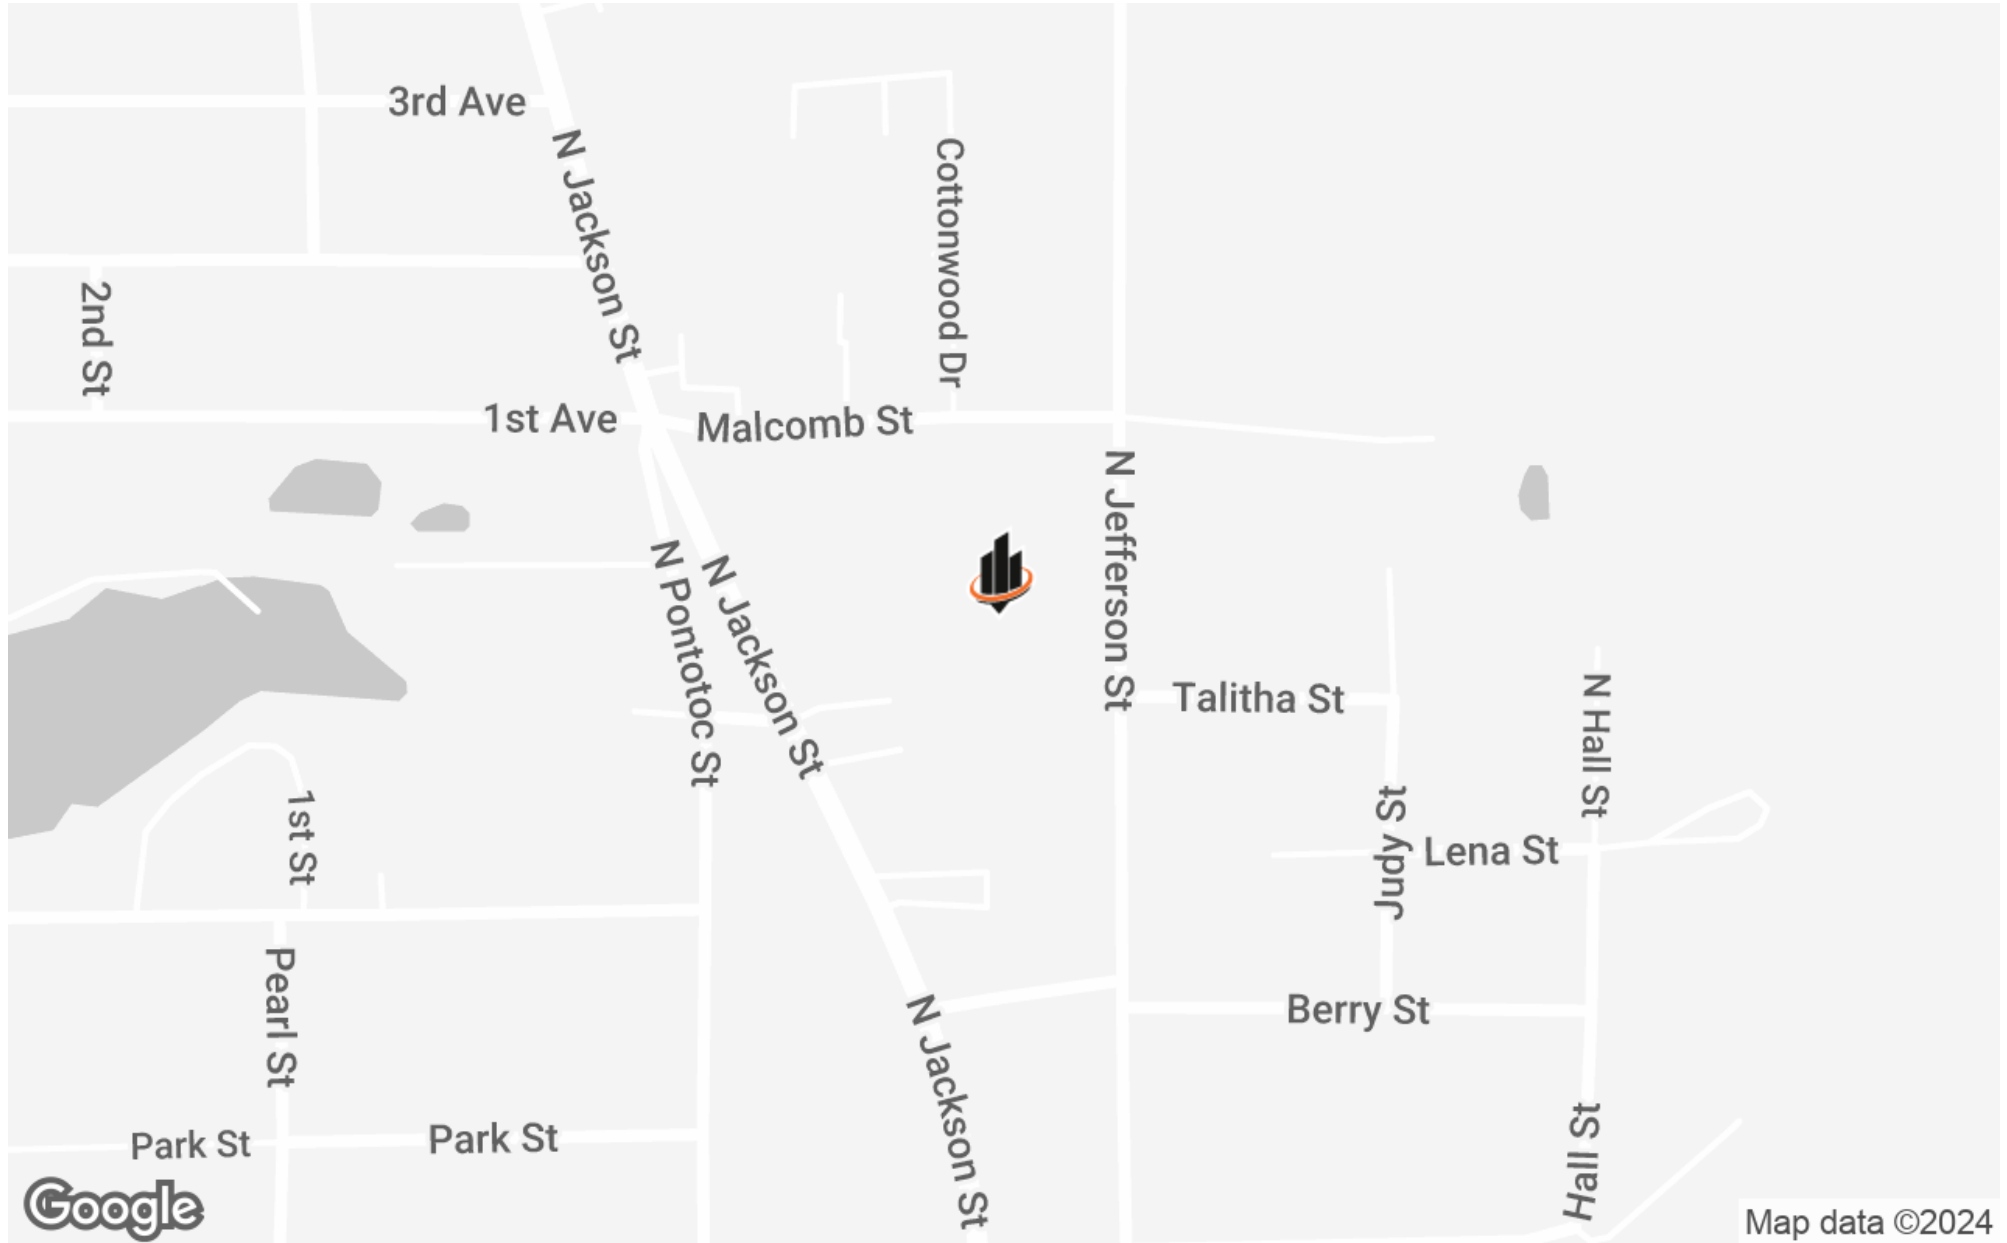 3rd Ave
N Jackson St
Cottonwood Dr
2nd St
1st Ave
Malcomb St
N Jefferson St
N Pontotoc St
N Jackson St
Talitha St
N Hall St
1st St
Judy St
Lena St
Pearl St
N Jackson St
Berry St
Park St
Park St
Hall St
Google
Map data ©2024